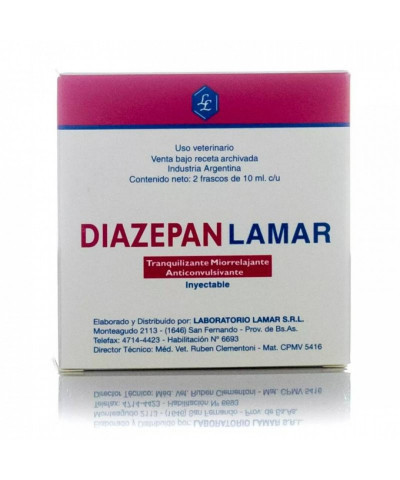 Uso veterinario
Venta bajo receta archivada
Industria Argentina
Contenido neto: 2 frascos de 10 ml. c/u
DIAZEPAN LAMAR
Tranquilizante Miorrelajante
Anticonvulsivante
Inyectable
Elaborado y Distribuido por: LABORATORIO LAMAR S.R.L.
Monteagudo 2113 - (1646) San Fernando - Prov. de Bs.As.
Telefax: 4714-4423 - Habilitación N° 6693
Director Técnico: Méd. Vet. Ruben Clementoni - Mat. CPMV 5416